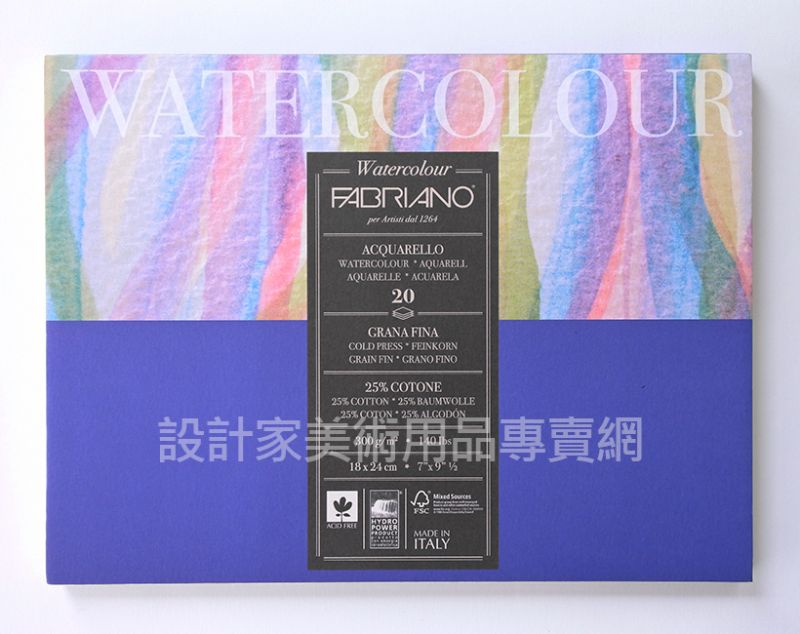 WATERCOLOUR
Watercolour
FABRIANO®
per Artisti dal 1264
ACQUARELLO
WATERCOLOUR * AQUARELL
AQUARELLE * ACUARELA
20
GRANA FINA
COLD PRESS * FEINKORN
GRAIN FIN * GRANO FINO
25% COTONE
25% COTTON * 25% BAUMWOLLE
25% COTON * 25% ALGODÓN
設計家美術用品專賣網
300 g/m² • 140 lbs
18 x 24 cm • 7" x 9" ½
ACID FREE
HYDRO
POWER
PRODUCT
FSC
Mixed Sources
MADE IN
ITALY